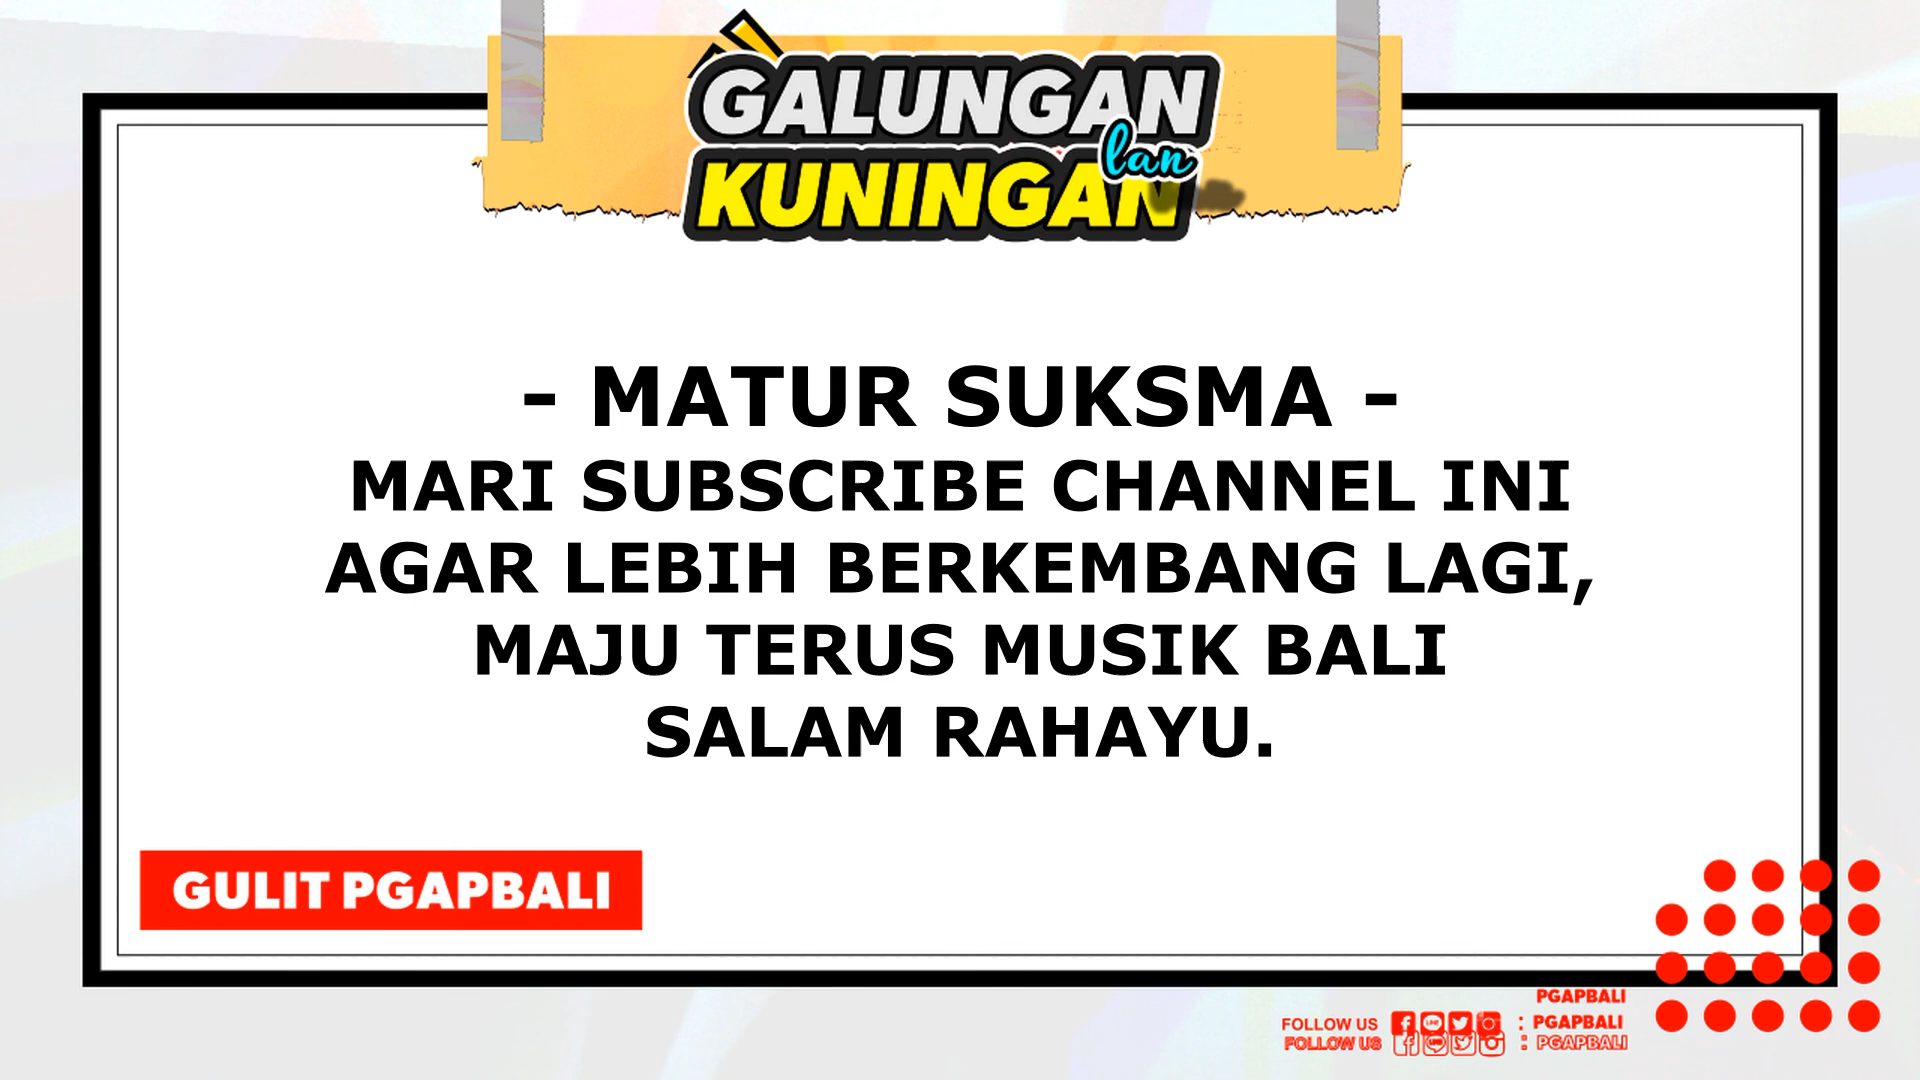 GALUNGAN
lan
KUNINGAN
- MATUR SUKSMA -
MARI SUBSCRIBE CHANNEL INI
AGAR LEBIH BERKEMBANG LAGI,
MAJU TERUS MUSIK BALI
SALAM RAHAYU.
GULIT PGAPBALI
PGAPBALI
FOLLOW US : PGAPBALI
FOLLOW US : PGAPBALI